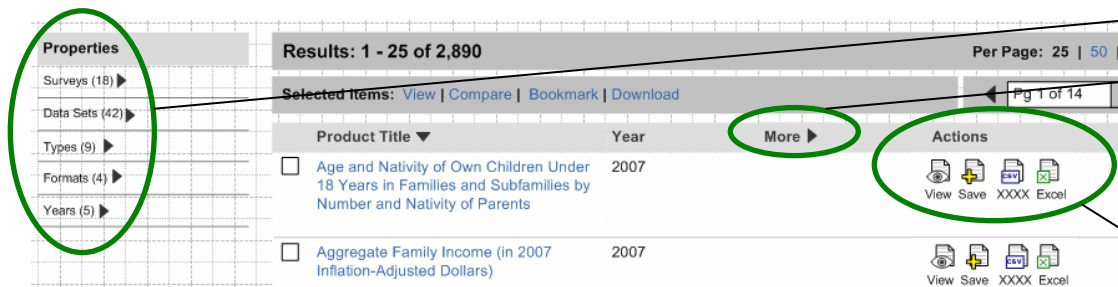 Properties
Surveys (18)
Data Sets (42)
Types (9)
Formats (4)
Years (5)
Results: 1 - 25 of 2,890
Per Page: 25 | 50 |
Selected Items: View | Compare | Bookmark | Download
Pg 1 of 14
Product Title Year More Actions
Age and Nativity of Own Children Under 2007
18 Years in Families and Subfamilies by
Number and Nativity of Parents
CSV
View Save XXXX Excel
Aggregate Family Income (in 2007 2007
Inflation-Adjusted Dollars)
CSV
View Save XXXX Excel